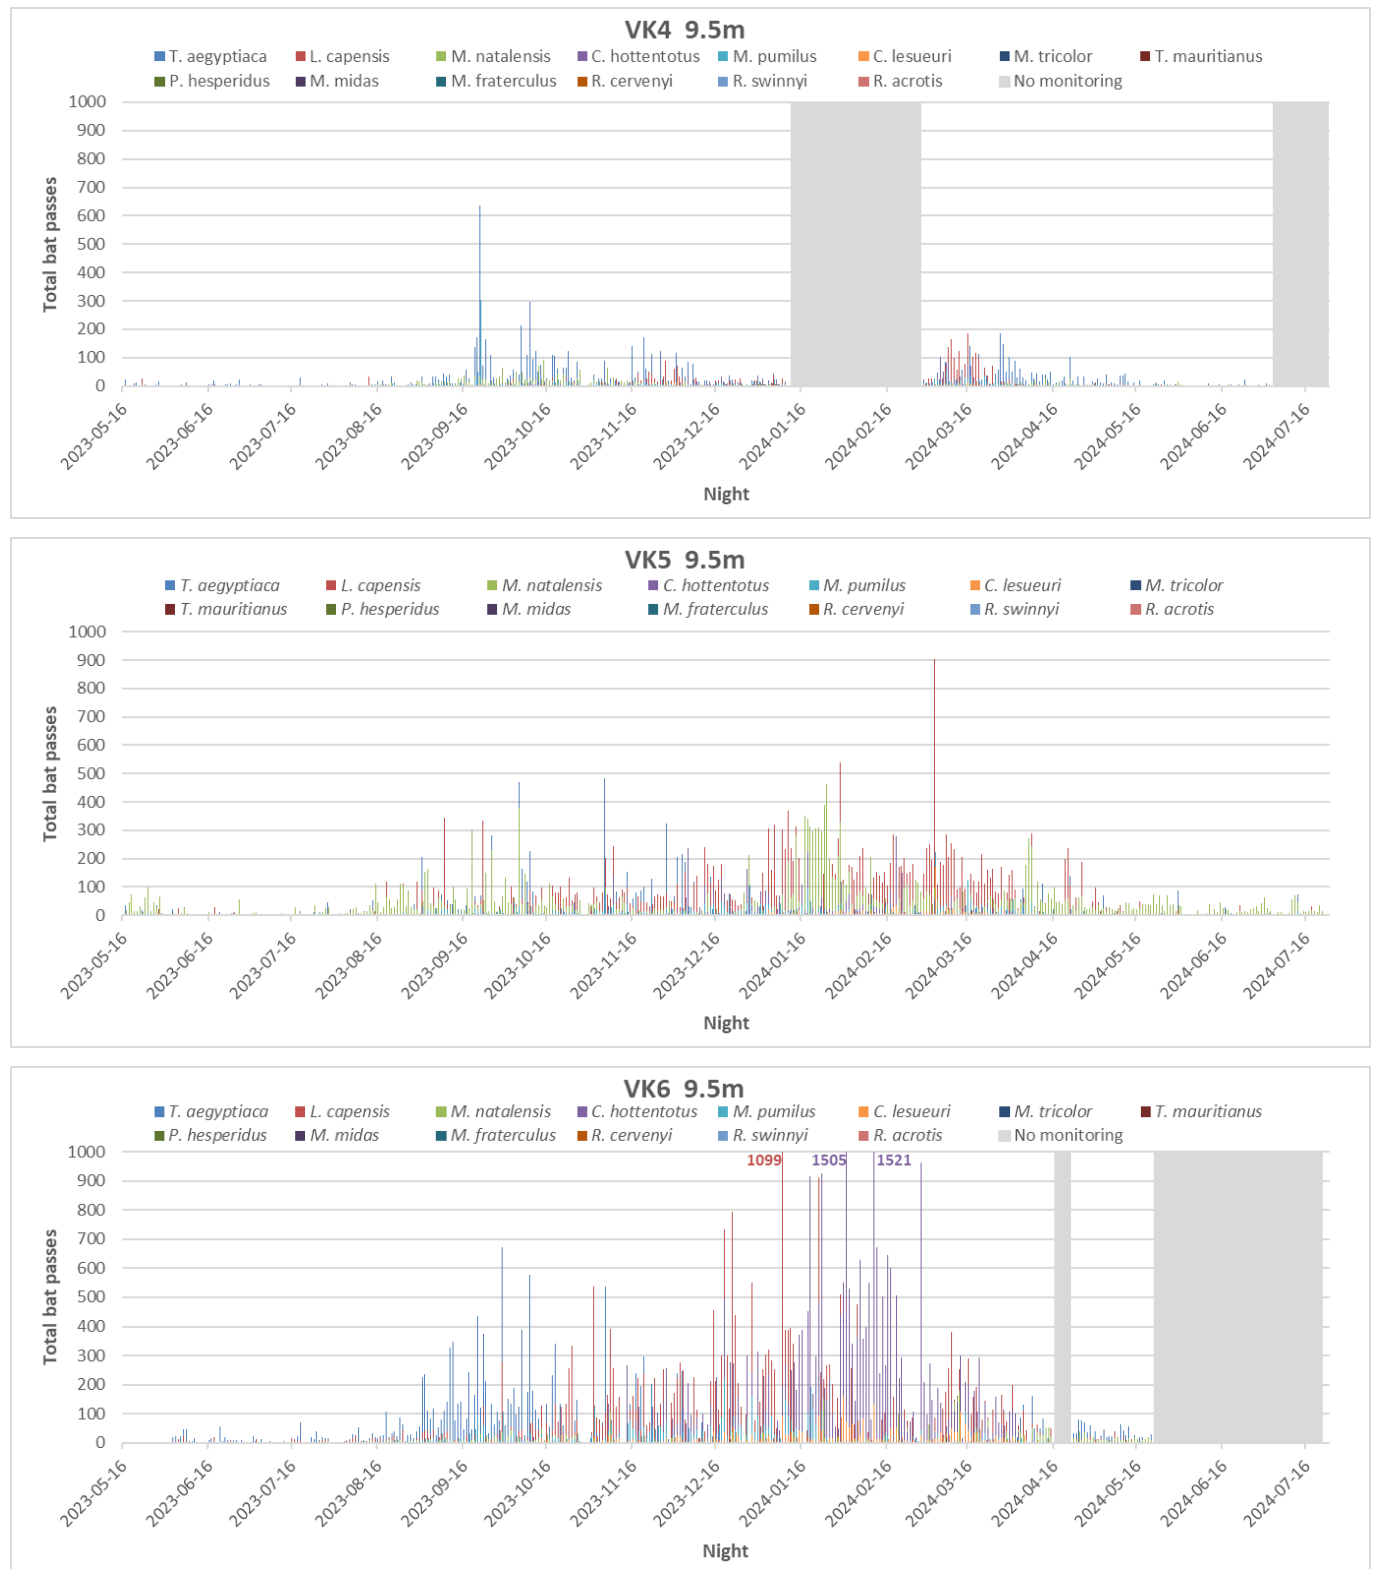 VK4 9.5m
T. aegyptiaca L. capensis M. natalensis C. hottentotus M. pumilus C. lesueuri M. tricolor T. mauritianus
P. hesperidus M. midas M. fraterculus R. cervenyi R. swinnyi R. acrotis No monitoring
1000
900
800
700
600
500
400
300
200
100
0
Total bat passes
2023-05-16 2023-06-16 2023-07-16 2023-08-16 2023-09-16 2023-10-16 2023-11-16 2023-12-16 2024-01-16 2024-02-16 2024-03-16 2024-04-16 2024-05-16 2024-06-16 2024-07-16
Night
VK5 9.5m
T. aegyptiaca L. capensis M. natalensis C. hottentotus M. pumilus C. lesueuri M. tricolor
T. mauritianus P. hesperidus M. midas M. fraterculus R. cervenyi R. swinnyi R. acrotis
1000
900
800
700
600
500
400
300
200
100
0
Total bat passes
2023-05-16 2023-06-16 2023-07-16 2023-08-16 2023-09-16 2023-10-16 2023-11-16 2023-12-16 2024-01-16 2024-02-16 2024-03-16 2024-04-16 2024-05-16 2024-06-16 2024-07-16
Night
VK6 9.5m
T. aegyptiaca L. capensis M. natalensis C. hottentotus M. pumilus C. lesueuri M. tricolor T. mauritianus
P. hesperidus M. midas M. fraterculus R. cervenyi R. swinnyi R. acrotis No monitoring
1099 1505 1521
1000
900
800
700
600
500
400
300
200
100
0
Total bat passes
2023-05-16 2023-06-16 2023-07-16 2023-08-16 2023-09-16 2023-10-16 2023-11-16 2023-12-16 2024-01-16 2024-02-16 2024-03-16 2024-04-16 2024-05-16 2024-06-16 2024-07-16
Night